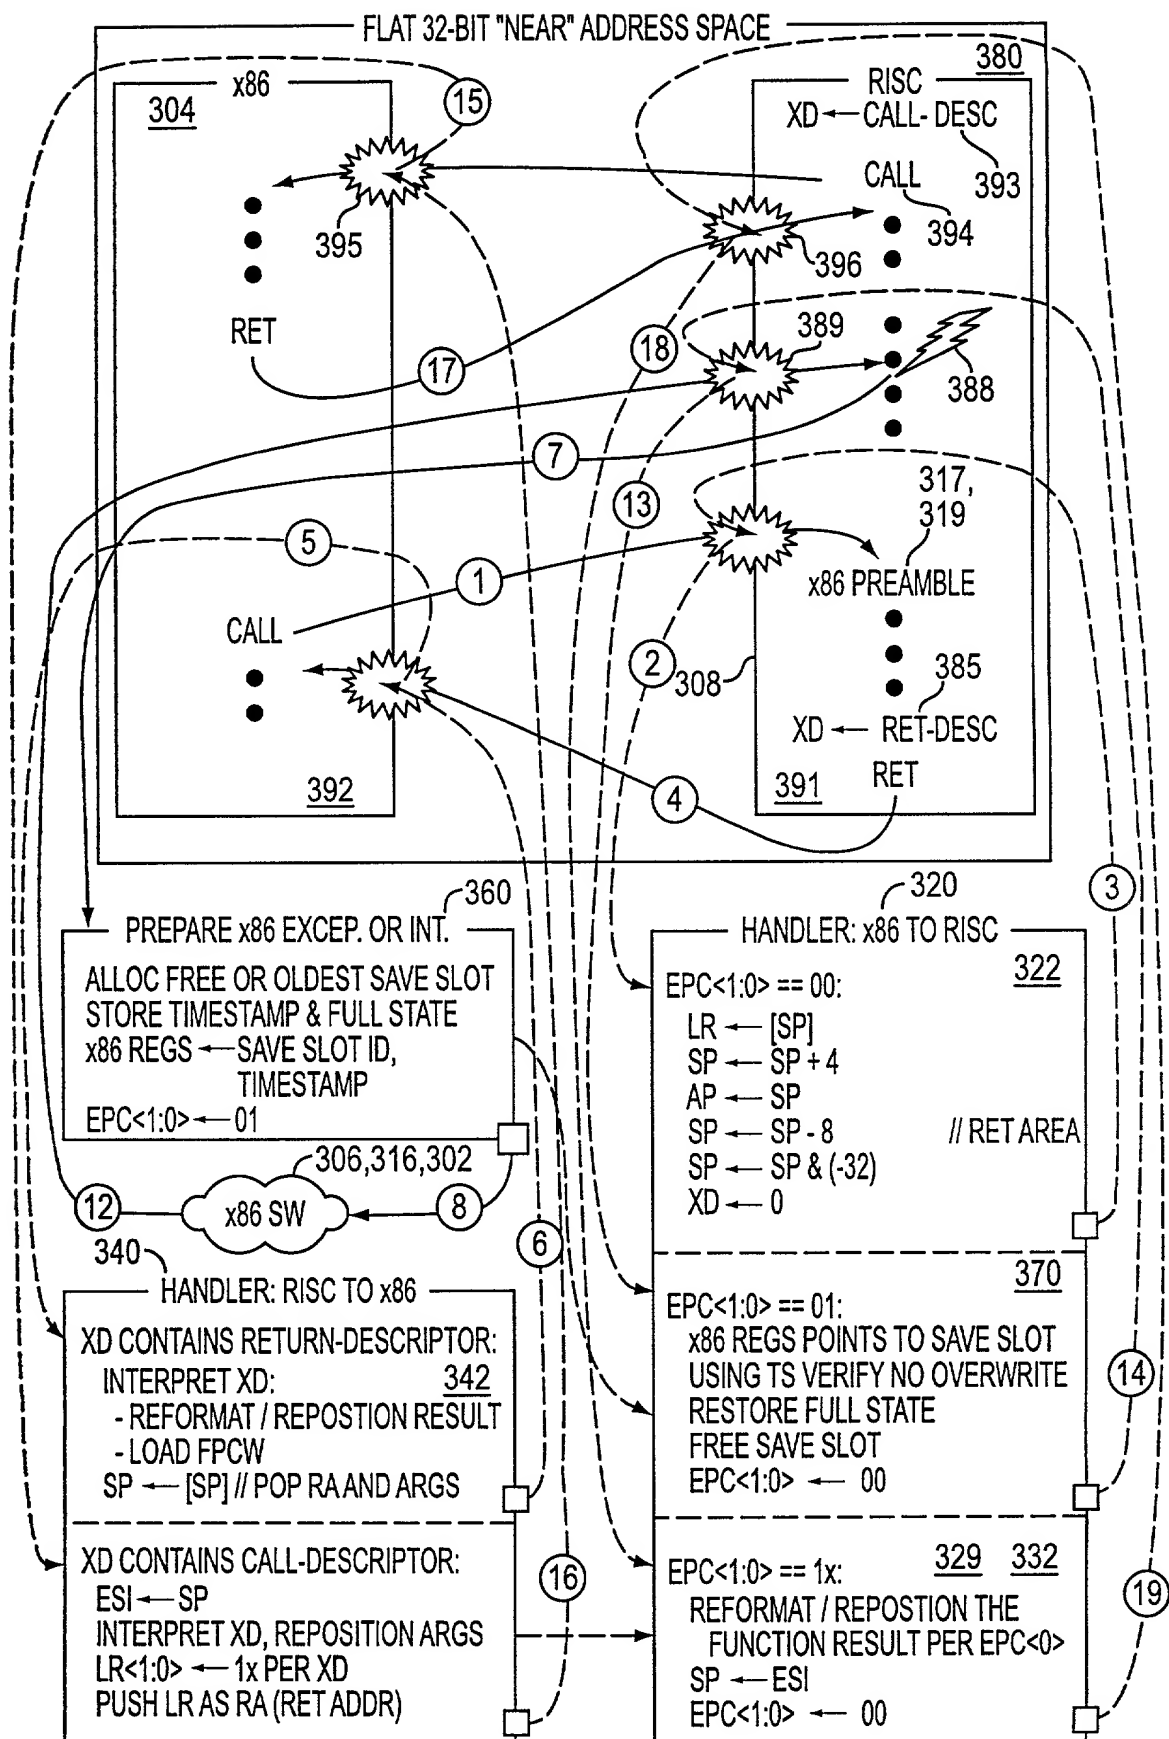 FLAT 32-BIT "NEAR" ADDRESS SPACE
x86
304
15
395
RET
17
18
7
13
5
1
CALL
2
308
392
4
380
RISC
XD ← CALL- DESC
393
CALL
394
396
389
388
317,
319
x86 PREAMBLE
385
XD ← RET-DESC
RET
391
3
360
PREPARE x86 EXCEP. OR INT.
ALLOC FREE OR OLDEST SAVE SLOT
STORE TIMESTAMP & FULL STATE
x86 REGS ← SAVE SLOT ID,
TIMESTAMP
EPC<1:0> ← 01
306,316,302
12
x86 SW
8
6
340
HANDLER: RISC TO x86
XD CONTAINS RETURN-DESCRIPTOR:
INTERPRET XD:
342
- REFORMAT / REPOSTION RESULT
- LOAD FPCW
SP ← [SP] // POP RA AND ARGS
XD CONTAINS CALL-DESCRIPTOR:
ESI ← SP
INTERPRET XD, REPOSITION ARGS
LR<1:0> ← 1x PER XD
PUSH LR AS RA (RET ADDR)
16
320
HANDLER: x86 TO RISC
322
EPC<1:0> == 00:
LR ← [SP]
SP ← SP + 4
AP ← SP
SP ← SP - 8 // RET AREA
SP ← SP & (-32)
XD ← 0
370
EPC<1:0> == 01:
x86 REGS POINTS TO SAVE SLOT
USING TS VERIFY NO OVERWRITE
RESTORE FULL STATE
FREE SAVE SLOT
EPC<1:0> ← 00
14
EPC<1:0> == 1x:
329 332
REFORMAT / REPOSTION THE
FUNCTION RESULT PER EPC<0>
SP ← ESI
EPC<1:0> ← 00
19